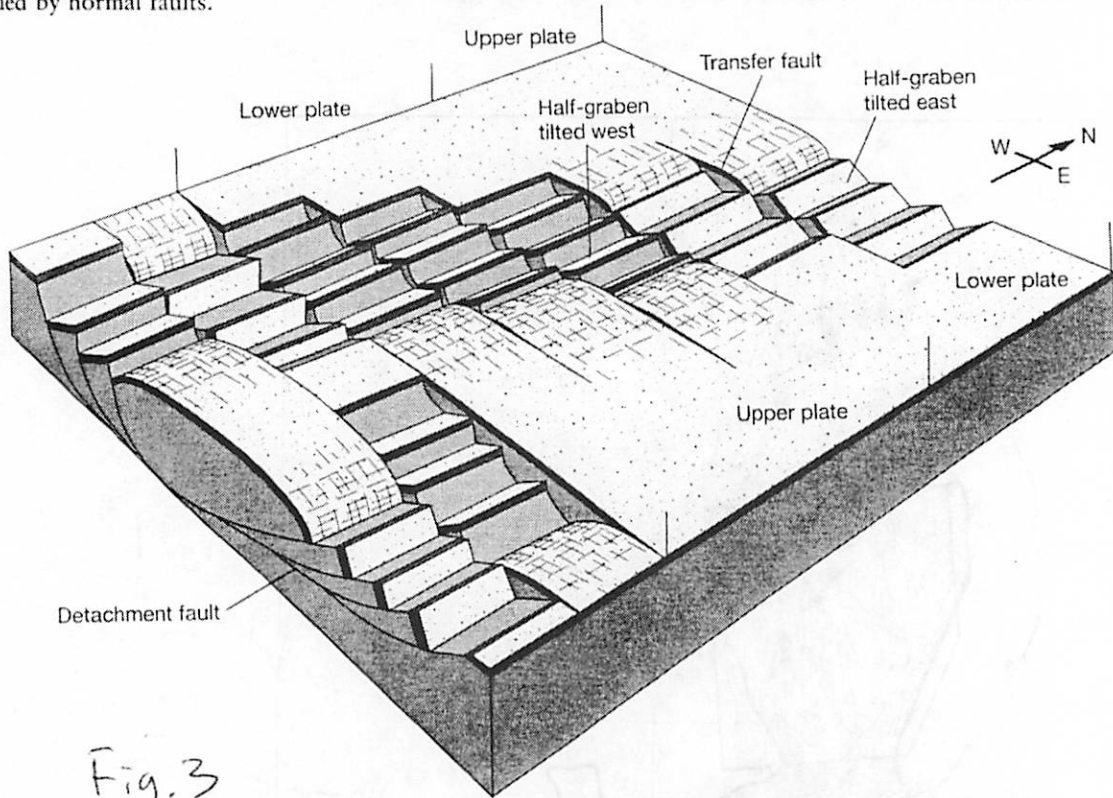 ned by normal faults.
Upper plate
Transfer fault
Half-graben
tilted east
Lower plate
Half-graben
tilted west
W
N
E
Lower plate
Upper plate
Detachment fault
Fig. 3